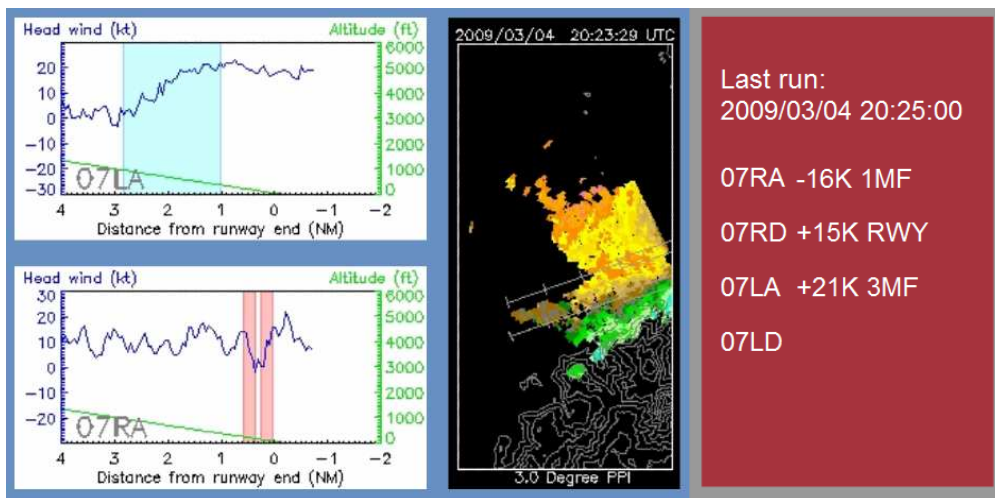 Head wind (kt) Altitude (ft)
20
10
0
-10
-20
-30
6000
5000
4000
3000
2000
1000
0
07LA
4 3 2 1 0 -1 -2
Distance from runway end (NM)
Head wind (kt) Altitude (ft)
30
20
10
0
-10
-20
6000
5000
4000
3000
2000
1000
0
07RA
4 3 2 1 0 -1 -2
Distance from runway end (NM)
2009/03/04 20:23:29 UTC
3.0 Degree PPI
Last run:
2009/03/04 20:25:00
07RA -16K 1MF
07RD +15K RWY
07LA +21K 3MF
07LD